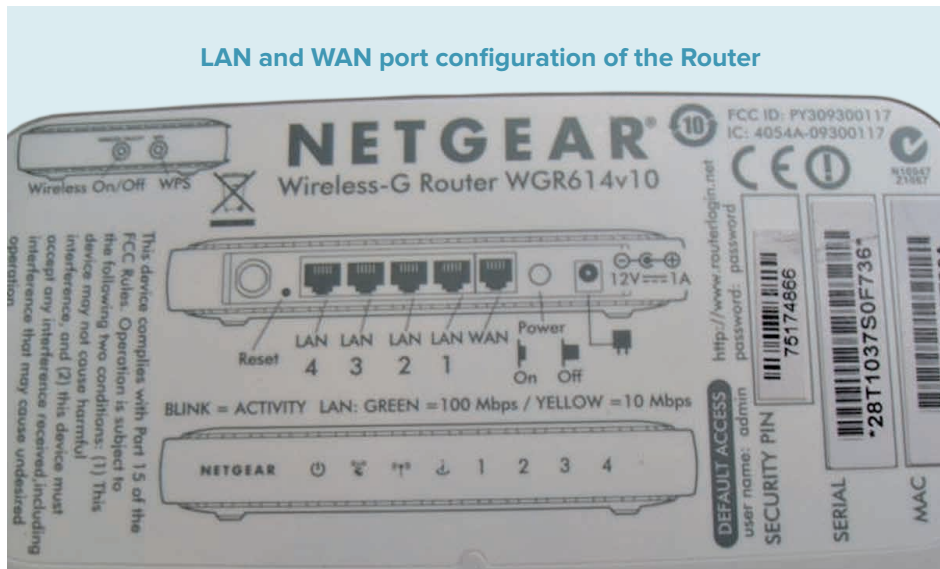 LAN and WAN port configuration of the Router
NETGEAR®
Wireless-G Router WGR614v10
10
FCC ID: PY309300117
IC: 4054A-09300117
N10947
21067
Wireless On/Off WPS
This device complies with Part 15 of the
FCC Rules. Operation is subject to
the following two conditions: (1) This
device may not cause harmful
interference, and (2) this device must
accept any interference received, including
interference that may cause undesired
operation
12V 1A
Reset
LAN LAN LAN LAN WAN
4 3 2 1
Power
On Off
BLINK = ACTIVITY LAN: GREEN =100 Mbps / YELLOW =10 Mbps
NETGEAR 1 2 3 4
DEFAULT ACCESS
http://www.routerlogin.net
user name: admin
password: password
SECURITY PIN
75174866
SERIAL
*28T1037S0F736*
MAC